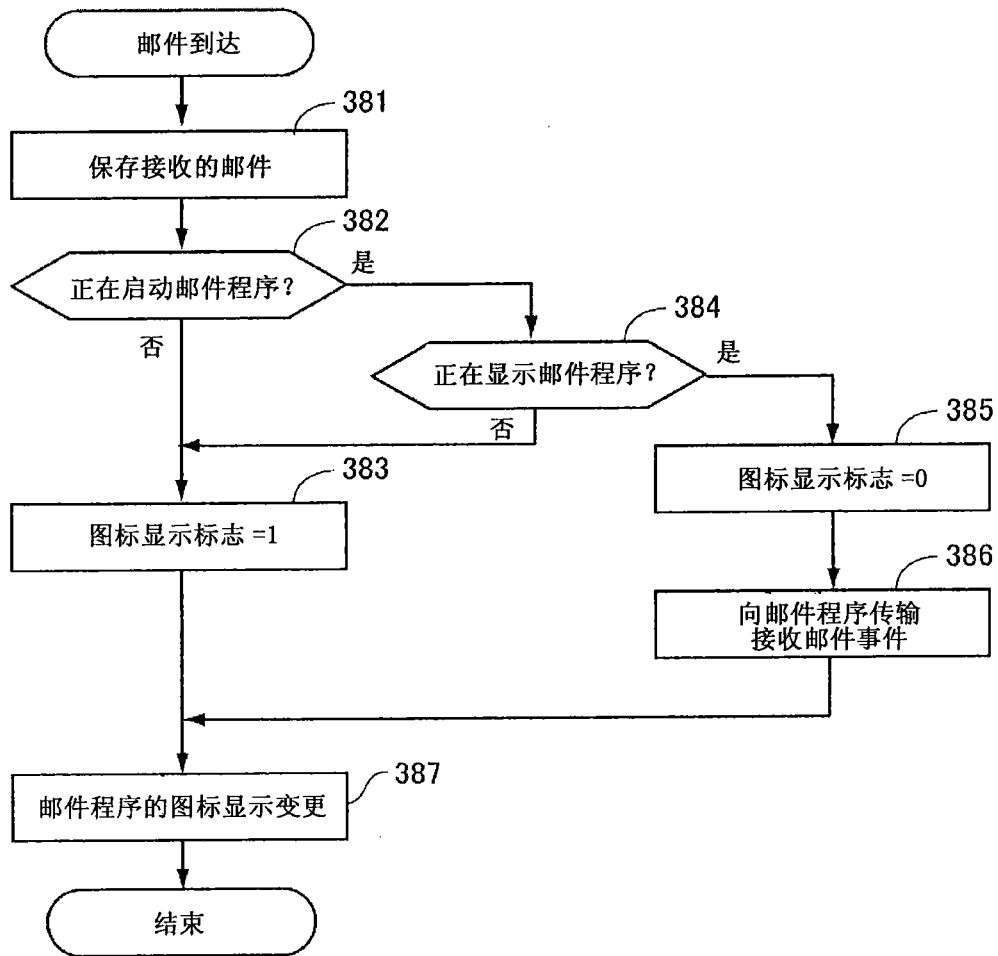 邮件到达
381
保存接收的邮件
382
正在启动邮件程序?
是
否
384
正在显示邮件程序?
是
否
385
图标显示标志=0
383
图标显示标志=1
386
向邮件程序传输
接收邮件事件
387
邮件程序的图标显示变更
结束